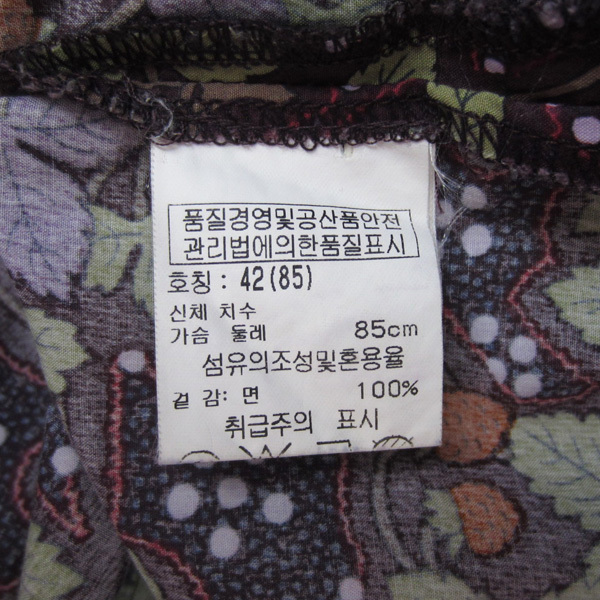 품질경영및공산품안전
관리법에의한품질표시
호칭 : 42(85)
신체 치수
가슴 둘레 85cm
섬유의조성및혼용율
겉 감: 면 100%
취급주의 표시